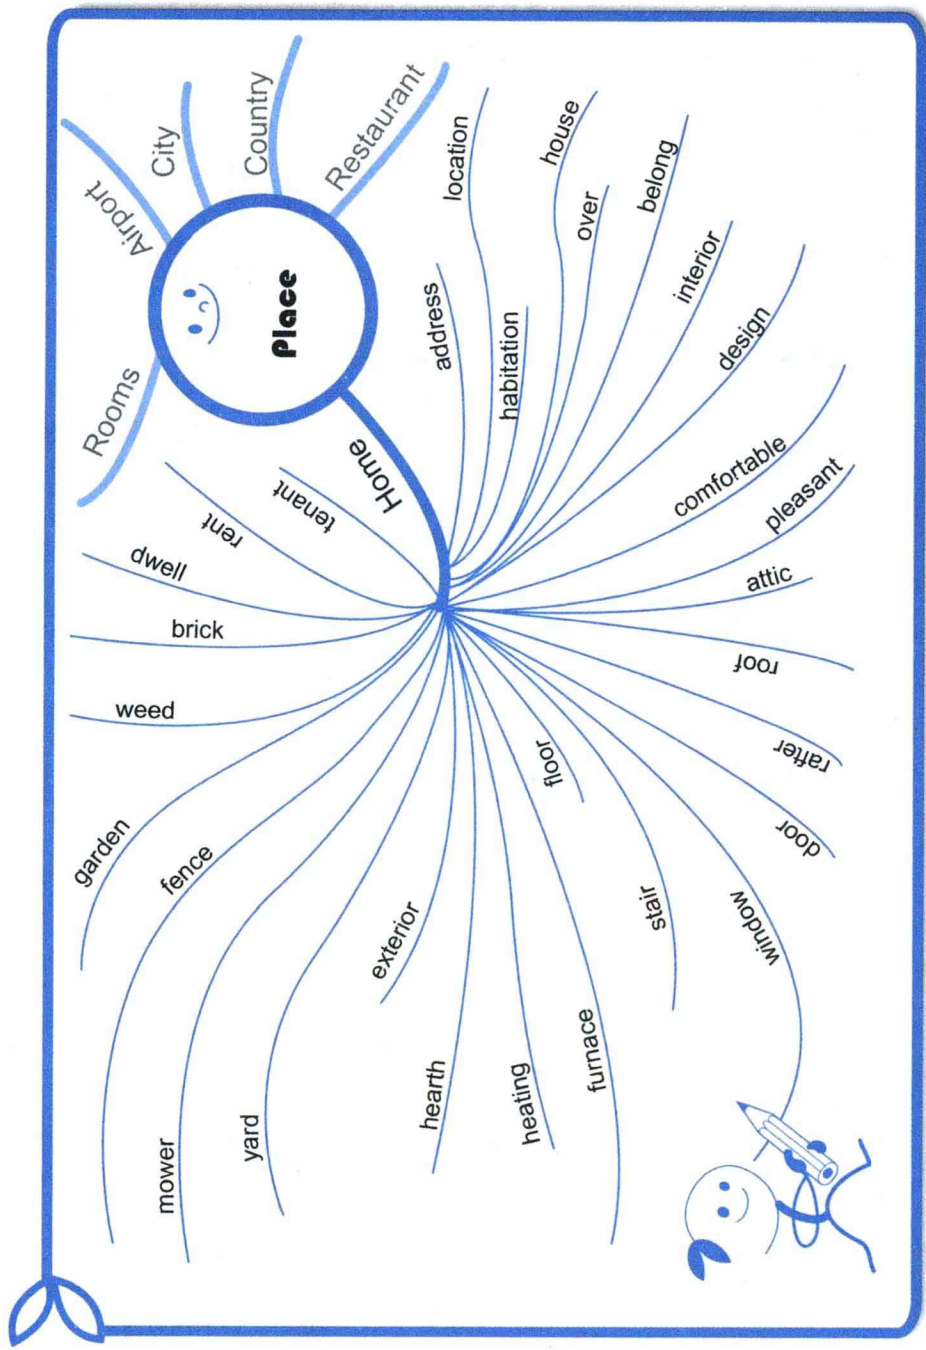 Place
Airport
City
Country
Restaurant
Rooms
Home
address
location
habitation
house
over
belong
interior
design
comfortable
pleasant
attic
roof
rafter
door
window
stair
floor
furnace
heating
hearth
exterior
yard
mower
fence
garden
weed
brick
dwell
rent
tenant